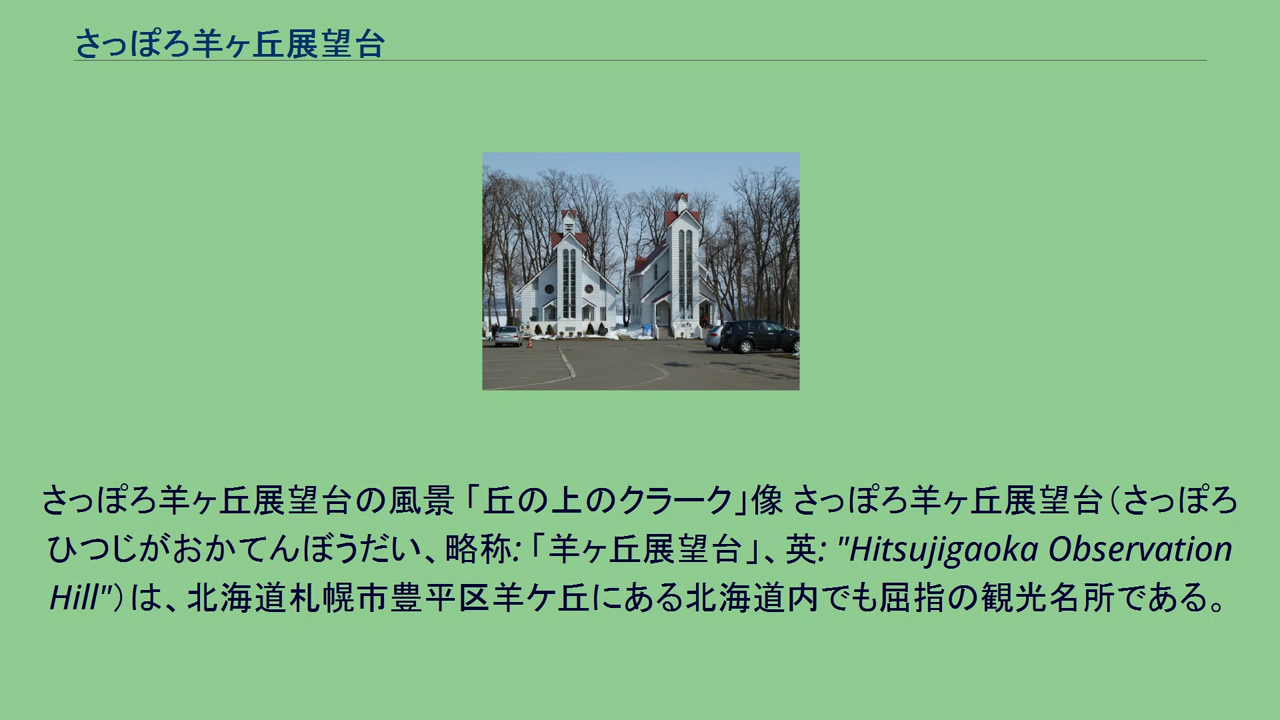 さっぽろ羊ヶ丘展望台
さっぽろ羊ヶ丘展望台の風景 「丘の上のクラーク」像 さっぽろ羊ヶ丘展望台（さっぽろ
ひつじがおかてんぼうだい、略称: 「羊ヶ丘展望台」、英: "Hitsujigaoka Observation
Hill"）は、北海道札幌市豊平区羊ケ丘にある北海道内でも屈指の観光名所である。